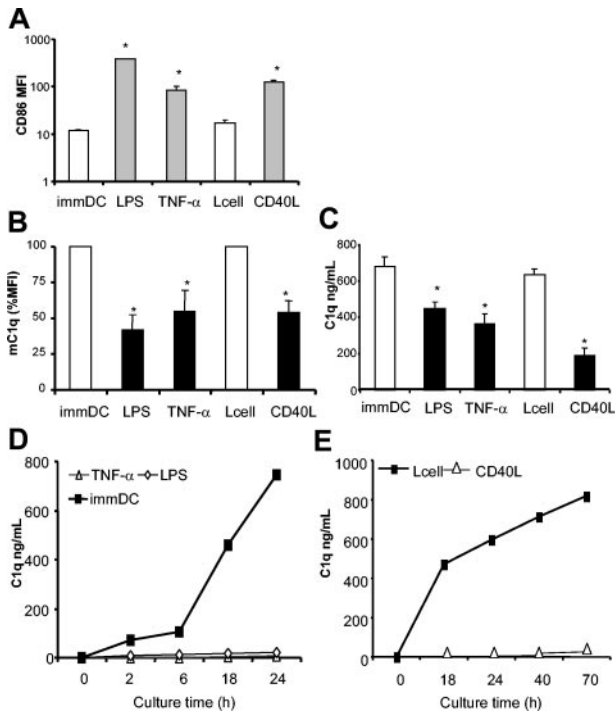 A
CD86 MFI
1000
100
10
1
*
*
*
immDC LPS TNF-α Lcell CD40L
B
mC1q (%MFI)
100
75
50
25
0
*
*
*
immDC LPS TNF-α Lcell CD40L
C
C1q ng/mL
800
600
400
200
0
*
*
*
immDC LPS TNF-α Lcell CD40L
D
C1q ng/mL
800
600
400
200
0
TNF-α LPS
immDC
0 2 6 18 24
Culture time (h)
E
C1q ng/mL
1000
800
600
400
200
0
Lcell CD40L
0 18 24 40 70
Culture time (h)